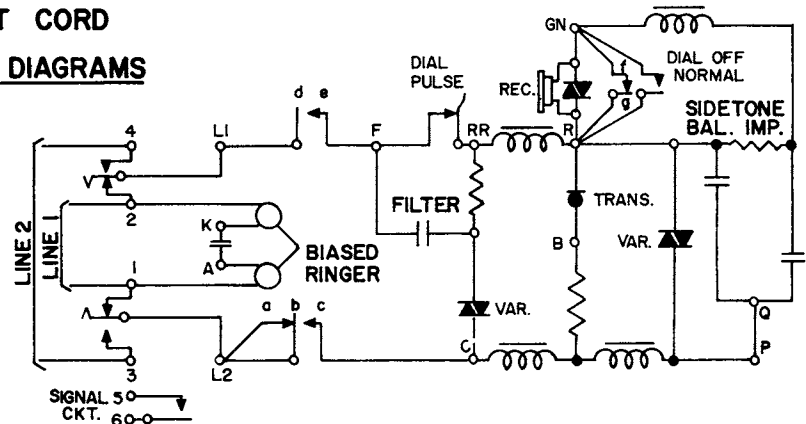 T CORD
DIAGRAMS
GN
DIAL OFF
NORMAL
DIAL
PULSE
REC.
f
g
d e
4
L1
F
RR
R
SIDETONE
BAL. IMP.
V
2
LINE 2
LINE 1
K
A
BIASED
RINGER
FILTER
TRANS.
B
VAR.
1
Λ
a b c
VAR.
C
Q
P
3
L2
SIGNAL 5
CKT. 6